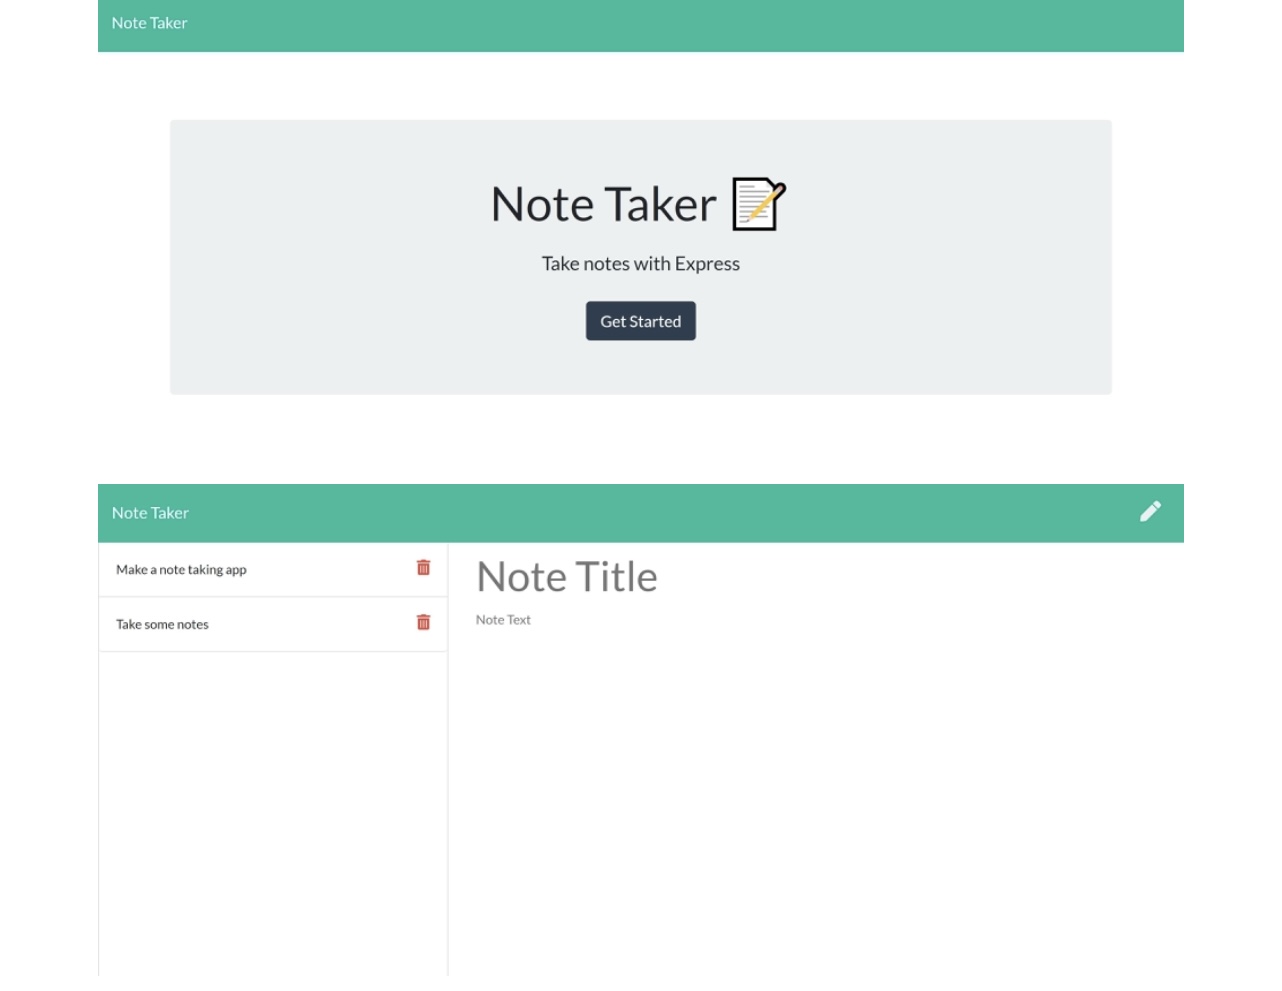 Note Taker
Note Taker 📝
Take notes with Express
Get Started
Note Taker
Make a note taking app
Take some notes
Note Title
Note Text